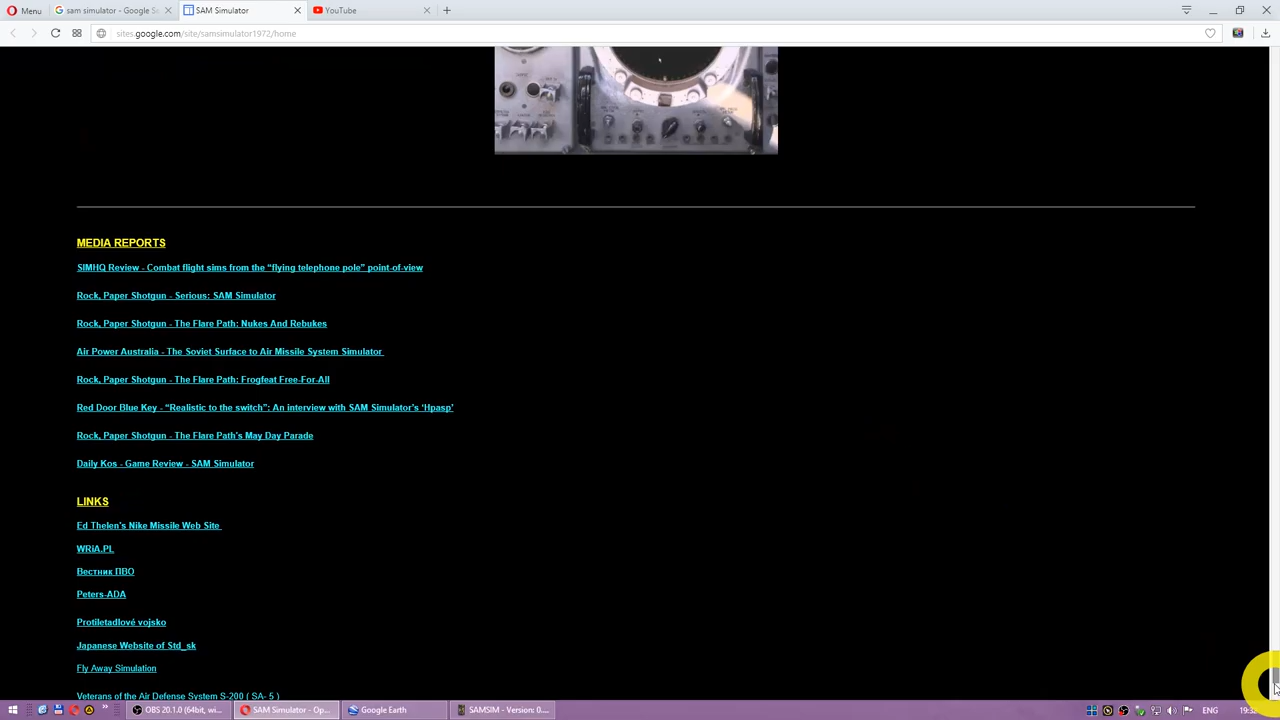 Menu
sam simulator - Google Se
SAM Simulator
YouTube
sites.google.com/site/samsimulator1972/home
MEDIA REPORTS
SIMHQ Review - Combat flight sims from the “flying telephone pole” point-of-view
Rock, Paper Shotgun - Serious: SAM Simulator
Rock, Paper Shotgun - The Flare Path: Nukes And Rebukes
Air Power Australia - The Soviet Surface to Air Missile System Simulator
Rock, Paper Shotgun - The Flare Path: Frogfeat Free-For-All
Red Door Blue Key - “Realistic to the switch”: An interview with SAM Simulator’s ‘Hpasp’
Rock, Paper Shotgun - The Flare Path's May Day Parade
Daily Kos - Game Review - SAM Simulator
LINKS
Ed Thelen's Nike Missile Web Site
WRiA.PL
Вестник ПВО
Peters-ADA
Protiletadlové vojsko
Japanese Website of Std_sk
Fly Away Simulation
Veterans of the Air Defense System S-200 ( SA- 5 )
OBS 20.1.0 (64bit, wi...
SAM Simulator - Op...
Google Earth
SAMSIM - Version: 0....
ENG